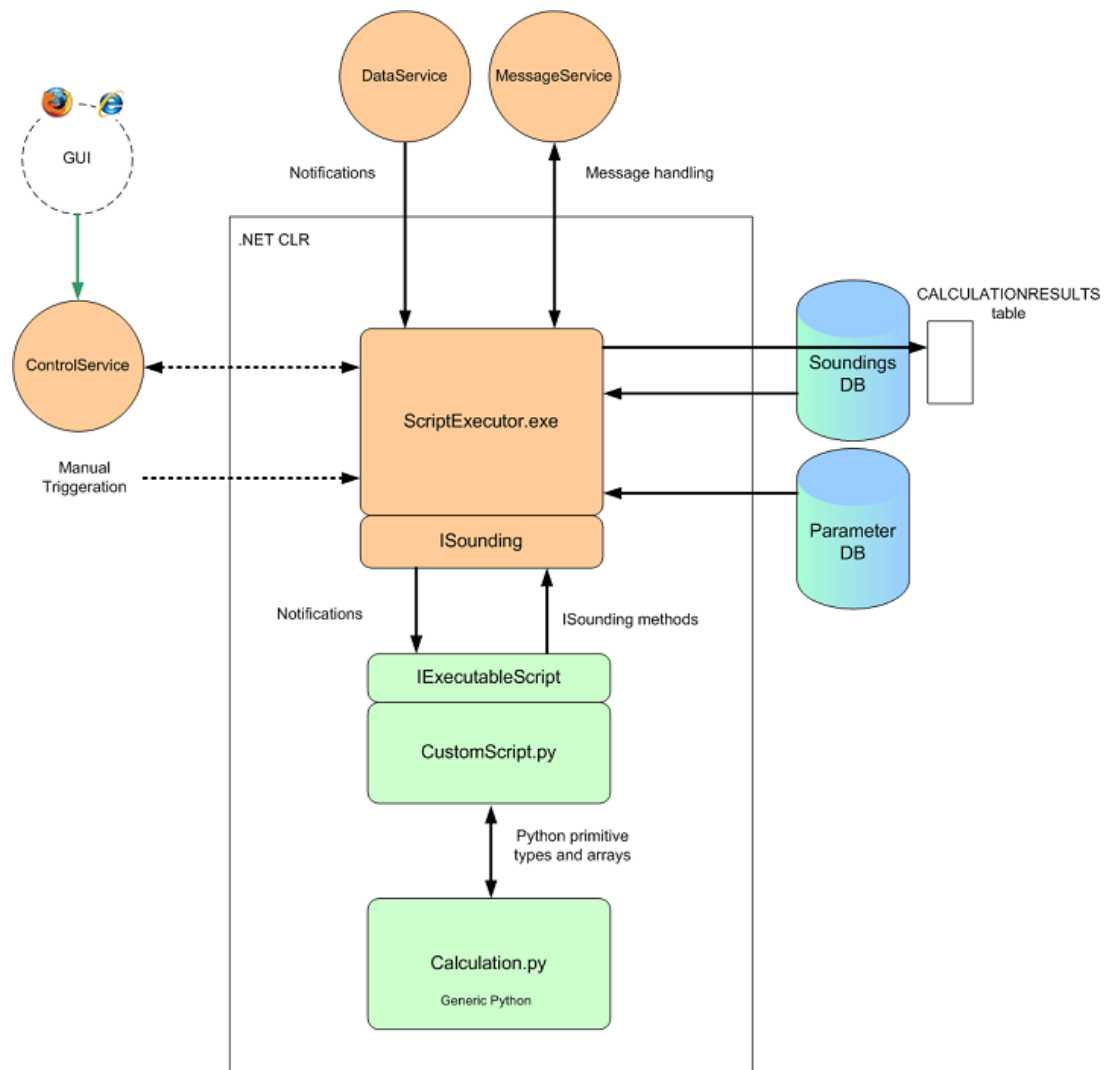 DataService
MessageService
GUI
Notifications
Message handling
.NET CLR
CALCULATIONRESULTS
table
ControlService
Soundings
DB
ScriptExecutor.exe
Manual
Triggeration
Parameter
DB
ISounding
Notifications
ISounding methods
IExecutableScript
CustomScript.py
Python primitive
types and arrays
Calculation.py
Generic Python